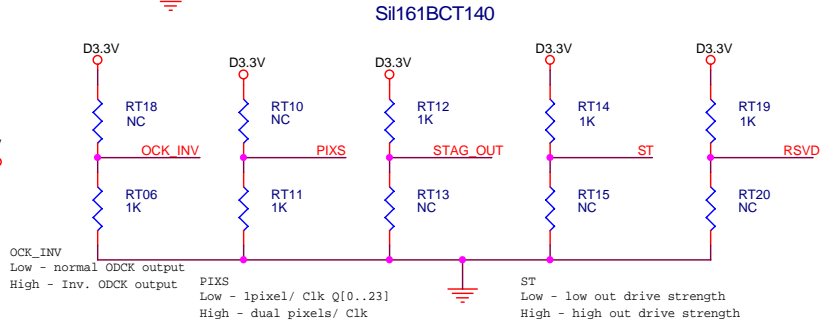 SiI161BCT140
D3.3V
D3.3V
D3.3V
D3.3V
D3.3V
RT18
NC
RT10
NC
RT12
1K
RT14
1K
RT19
1K
OCK_INV
PIXS
STAG_OUT
ST
RSVD
RT06
1K
RT11
1K
RT13
NC
RT15
NC
RT20
NC
OCK_INV
Low - normal ODCK output
High - Inv. ODCK output
PIXS
Low - 1pixel/ Clk Q[0..23]
High - dual pixels/ Clk
ST
Low - low out drive strength
High - high out drive strength